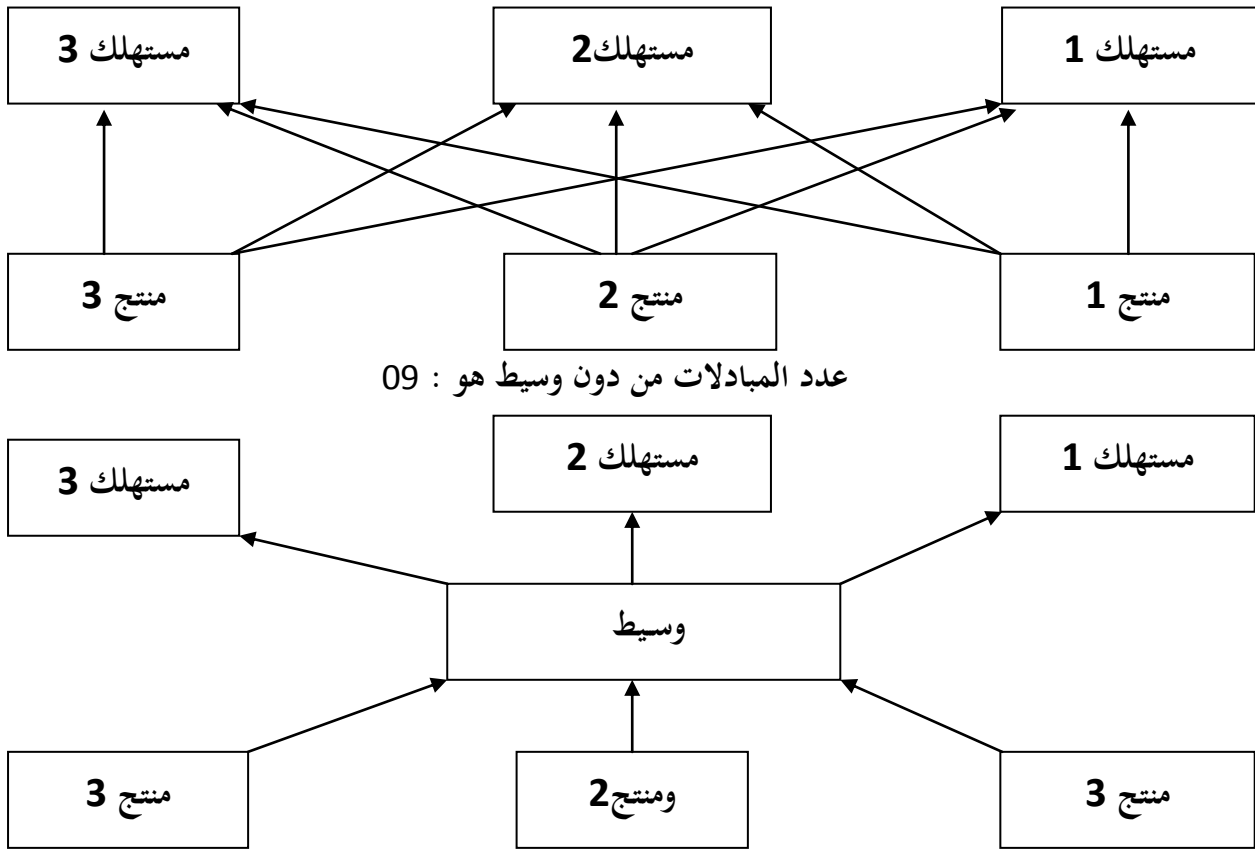 مستهلك 1 مستهلك2 مستهلك 3
منتج 1 منتج 2 منتج 3
عدد المبادلات من دون وسيط هو : 09
مستهلك 1 مستهلك 2 مستهلك 3
وسيط
منتج 3 ومنتج2 منتج 3